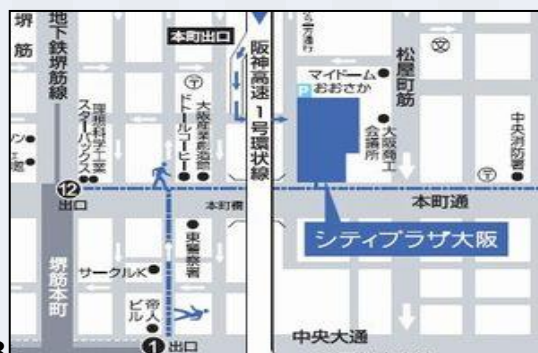 堺筋
地下鉄堺筋線
本町出口
阪神高速1号環状線
松屋町筋
文
マイドーム
おおさか
P
理想科学工業
スターバックス
ドトールコーヒー
大阪産業創造館
大阪商工
会議所
中央消防署
12
出口
本町橋
本町通
シティプラザ大阪
東警察署
サークルK
堺筋本町
帝人
ビル
1 出口
中央大通